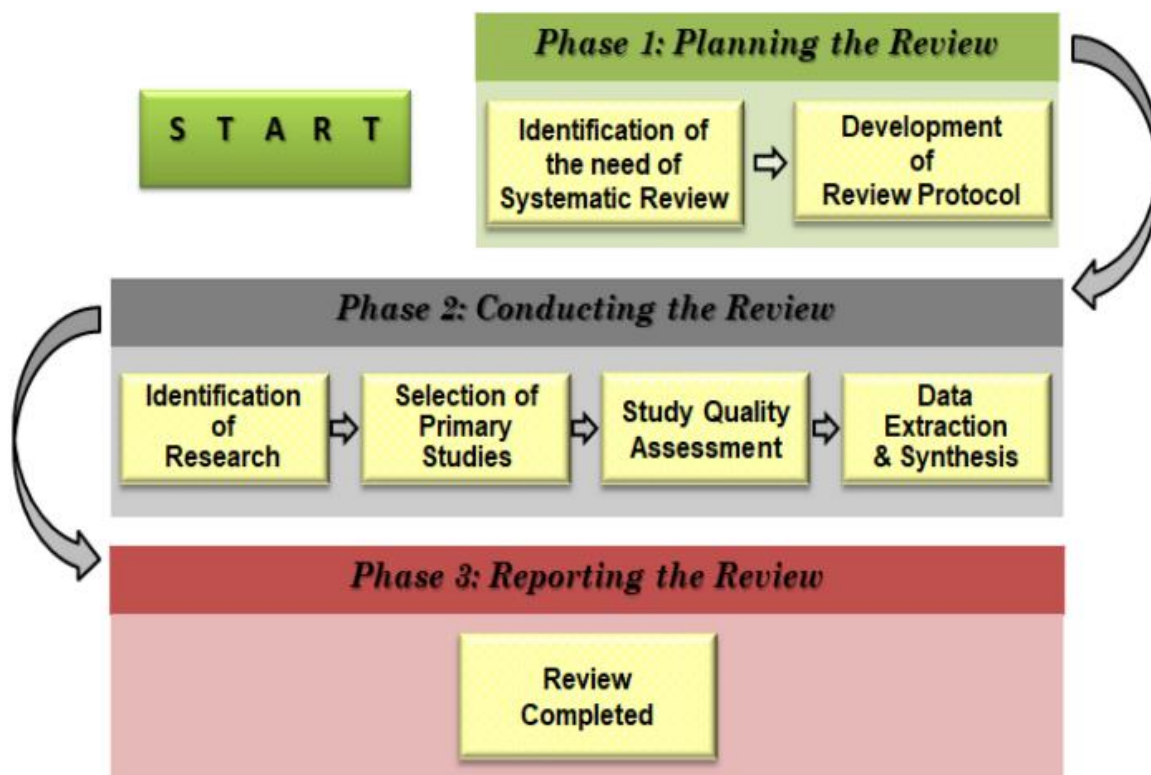 Phase 1: Planning the Review
S T A R T
Identification of
the need of
Systematic Review
Development
of
Review Protocol
Phase 2: Conducting the Review
Identification
of
Research
Selection of
Primary
Studies
Study Quality
Assessment
Data
Extraction
& Synthesis
Phase 3: Reporting the Review
Review
Completed